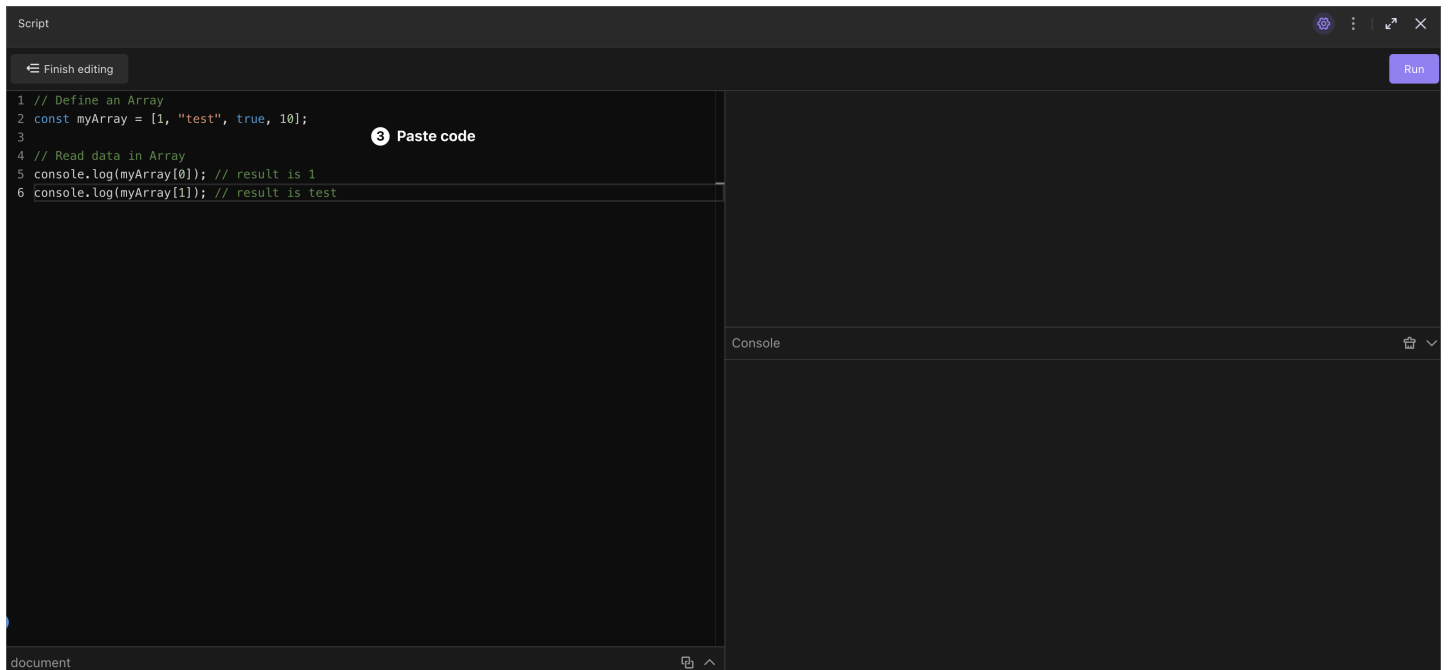 Script
Finish editing
Run
1 // Define an Array
2 const myArray = [1, "test", true, 10];
3
3 Paste code
4 // Read data in Array
5 console.log(myArray[0]); // result is 1
6 console.log(myArray[1]); // result is test
Console
document